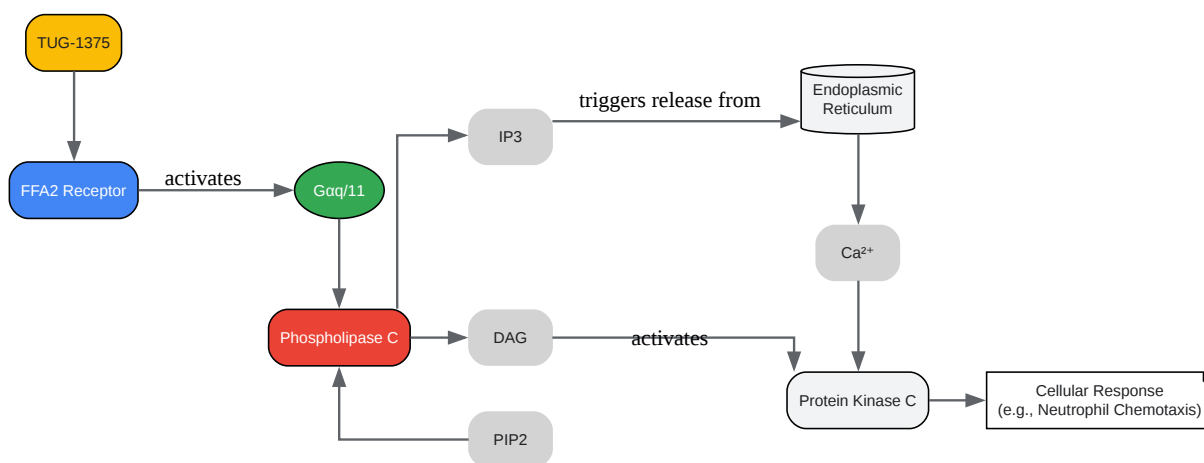 TUG-1375
FFA2 Receptor
activates
Gαq/11
Phospholipase C
IP3
triggers release from
Endoplasmic
Reticulum
Ca²⁺
DAG
activates
PIP2
Protein Kinase C
Cellular Response
(e.g., Neutrophil Chemotaxis)